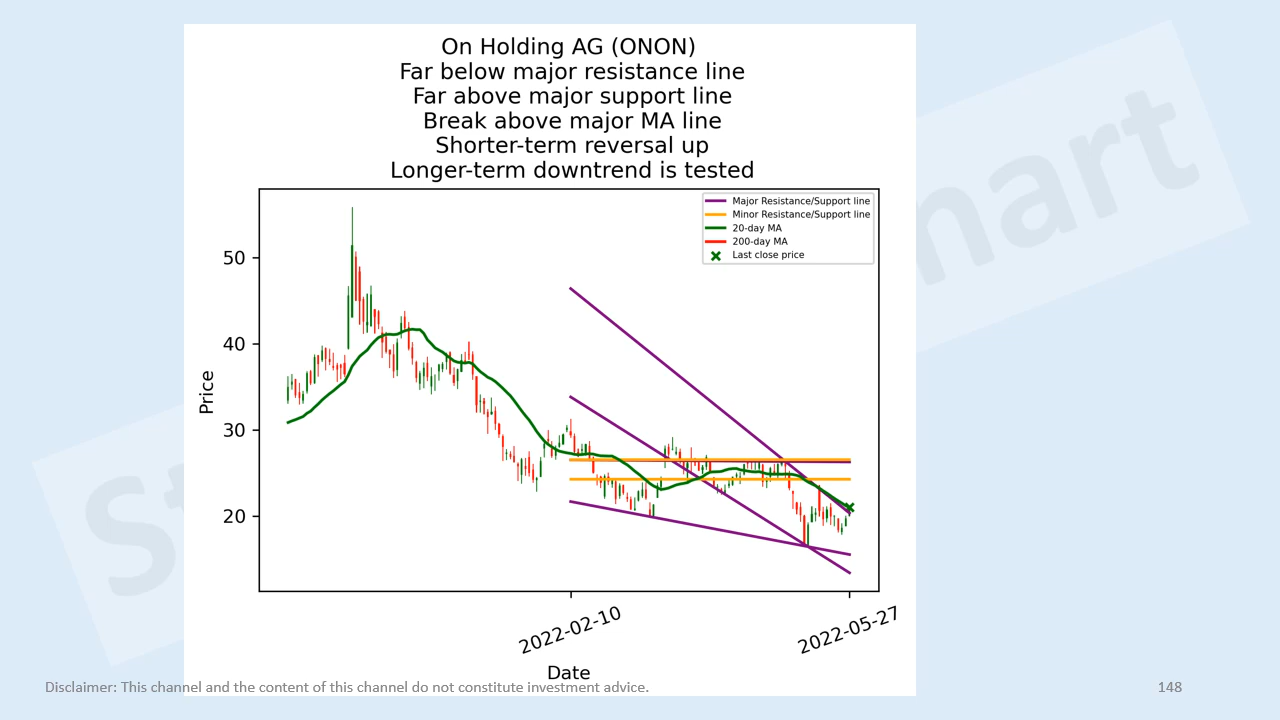 On Holding AG (ONON)
Far below major resistance line
Far above major support line
Break above major MA line
Shorter-term reversal up
Longer-term downtrend is tested
Major Resistance/Support line
Minor Resistance/Support line
20-day MA
200-day MA
Last close price
50
40
30
20
Price
2022-02-10
2022-05-27
Date
Disclaimer: This channel and the content of this channel do not constitute investment advice.
148